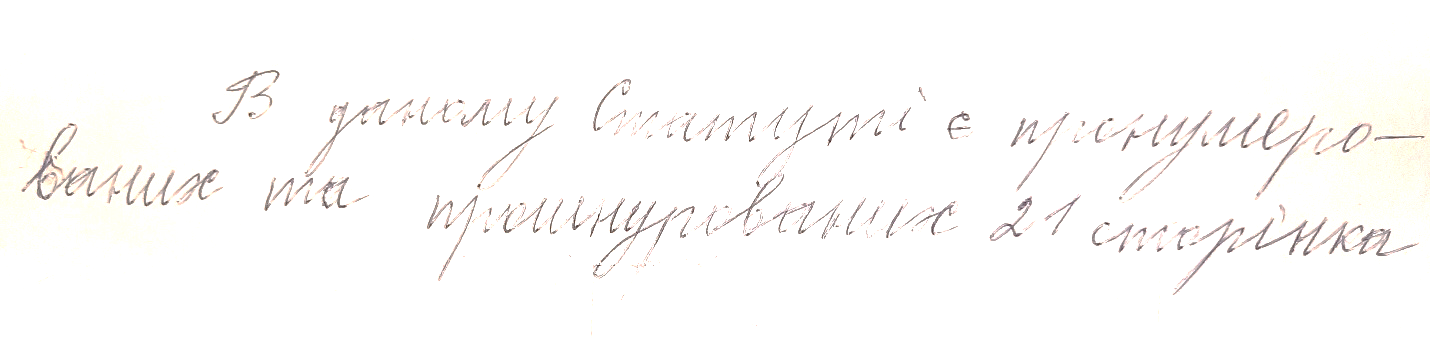 В даному Статуті є пронумеро-
ваних та прошнурованих 21 сторінка